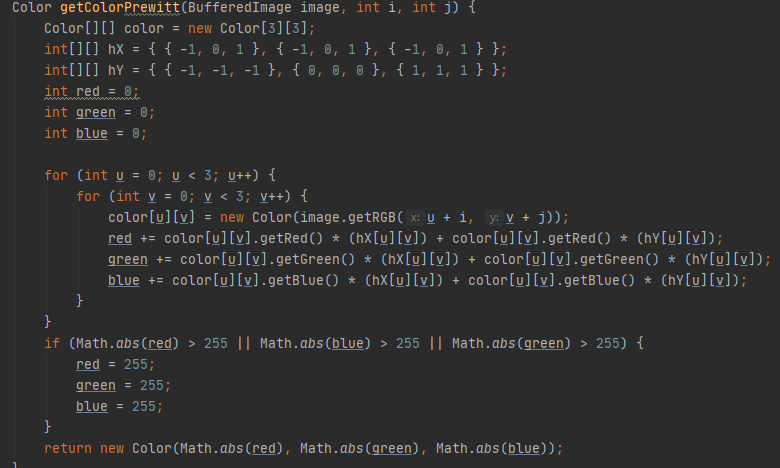 Color getColorPrewitt(BufferedImage image, int i, int j) {
    Color[][] color = new Color[3][3];
    int[][] hX = { { -1, 0, 1 }, { -1, 0, 1 }, { -1, 0, 1 } };
    int[][] hY = { { -1, -1, -1 }, { 0, 0, 0 }, { 1, 1, 1 } };
    int red = 0;
    int green = 0;
    int blue = 0;

    for (int u = 0; u < 3; u++) {
        for (int v = 0; v < 3; v++) {
            color[u][v] = new Color(image.getRGB( x: u + i, y: v + j));
            red += color[u][v].getRed() * (hX[u][v]) + color[u][v].getRed() * (hY[u][v]);
            green += color[u][v].getGreen() * (hX[u][v]) + color[u][v].getGreen() * (hY[u][v]);
            blue += color[u][v].getBlue() * (hX[u][v]) + color[u][v].getBlue() * (hY[u][v]);
        }
    }
    if (Math.abs(red) > 255 || Math.abs(blue) > 255 || Math.abs(green) > 255) {
        red = 255;
        green = 255;
        blue = 255;
    }
    return new Color(Math.abs(red), Math.abs(green), Math.abs(blue));
}